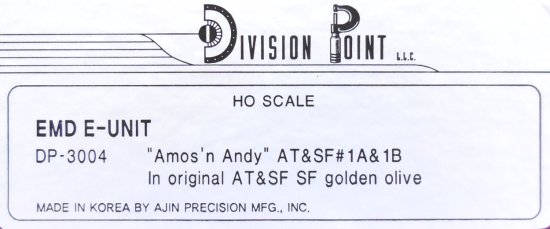 DIVISION POINT L.L.C.
HO SCALE
EMD E-UNIT
DP-3004 "Amos'n Andy" AT&SF#1A&1B
In original AT&SF SF golden olive
MADE IN KOREA BY AJIN PRECISION MFG., INC.